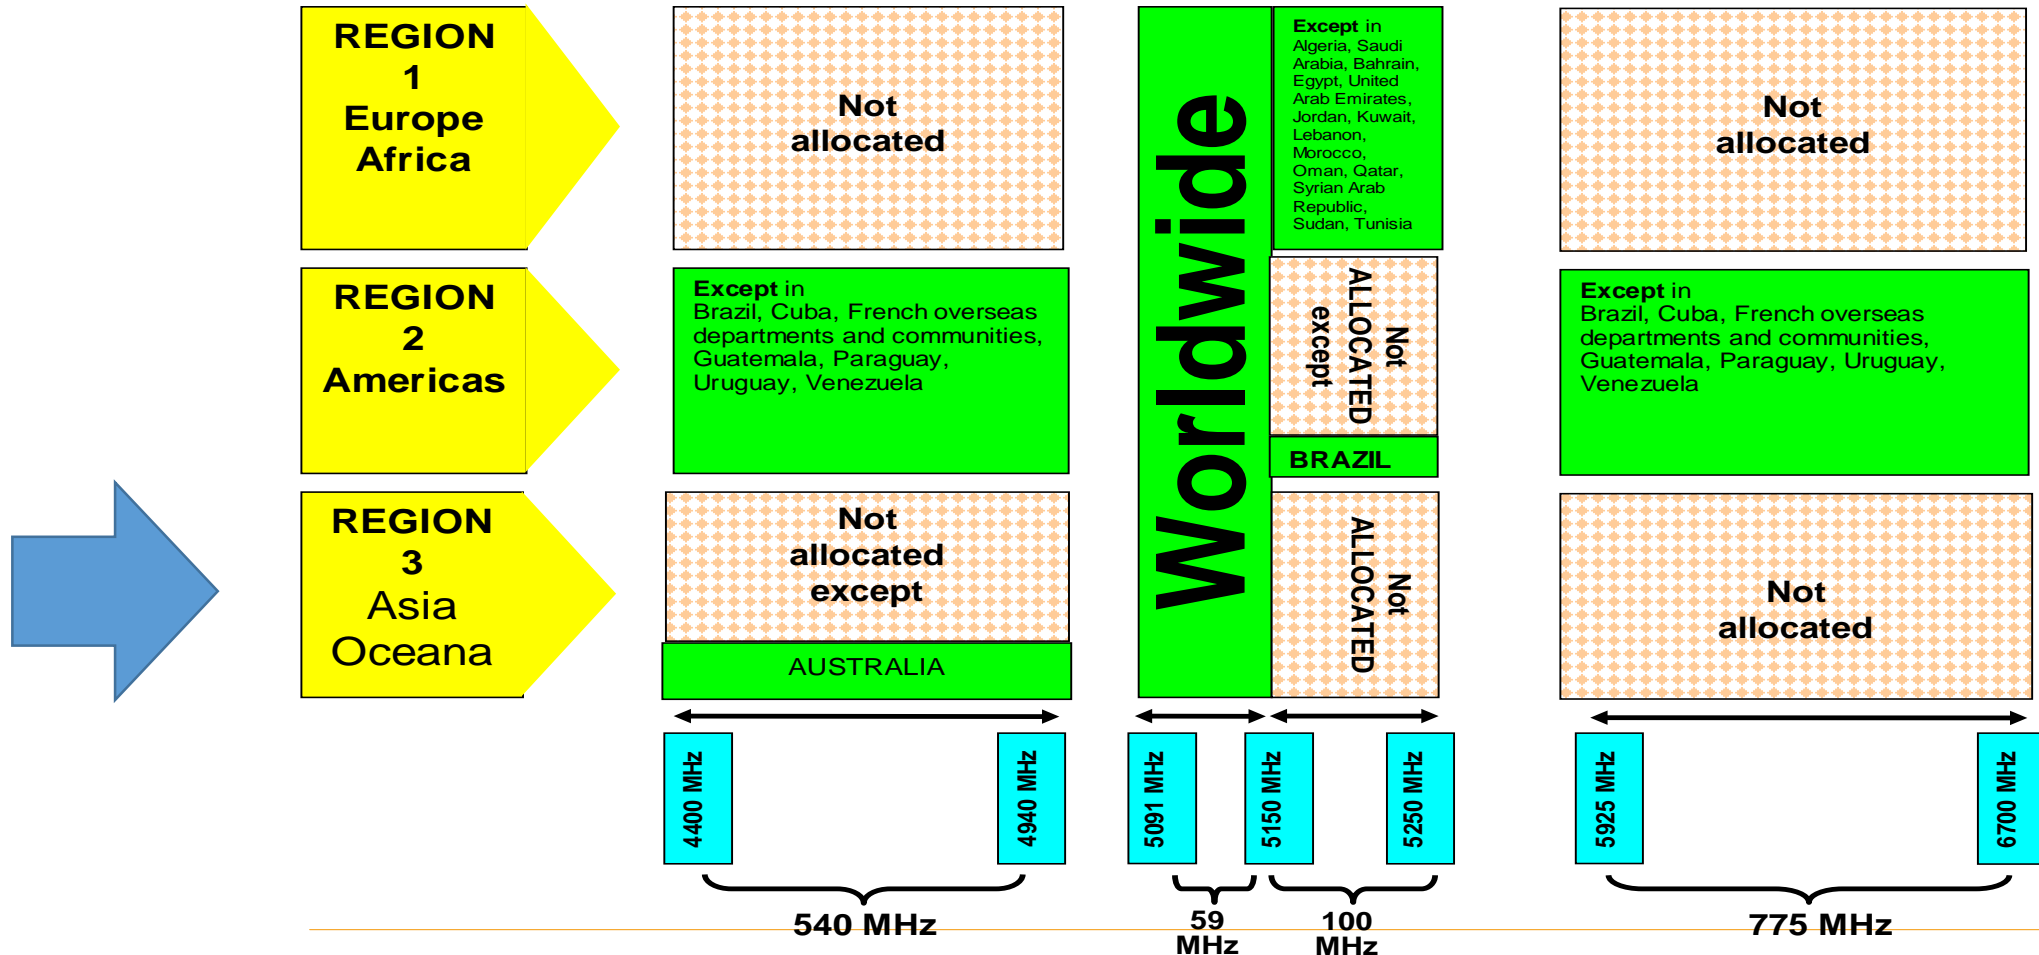 REGION
1
Europe
Africa
Not
allocated
Worldwide
Except in
Algeria, Saudi
Arabia, Bahrain,
Egypt, United
Arab Emirates,
Jordan, Kuwait,
Lebanon,
Morocco,
Oman, Qatar,
Syrian Arab
Republic,
Sudan, Tunisia
Not
allocated
REGION
2
Americas
Except in
Brazil, Cuba, French overseas
departments and communities,
Guatemala, Paraguay,
Uruguay, Venezuela
Not
ALLOCATED
except
BRAZIL
Except in
Brazil, Cuba, French overseas
departments and communities,
Guatemala, Paraguay, Uruguay,
Venezuela
REGION
3
Asia
Oceana
Not
allocated
except
AUSTRALIA
Not
ALLOCATED
Not
allocated
4400 MHz
4940 MHz
5091 MHz
5150 MHz
5250 MHz
5925 MHz
6700 MHz
540 MHz
59
MHz
100
MHz
775 MHz